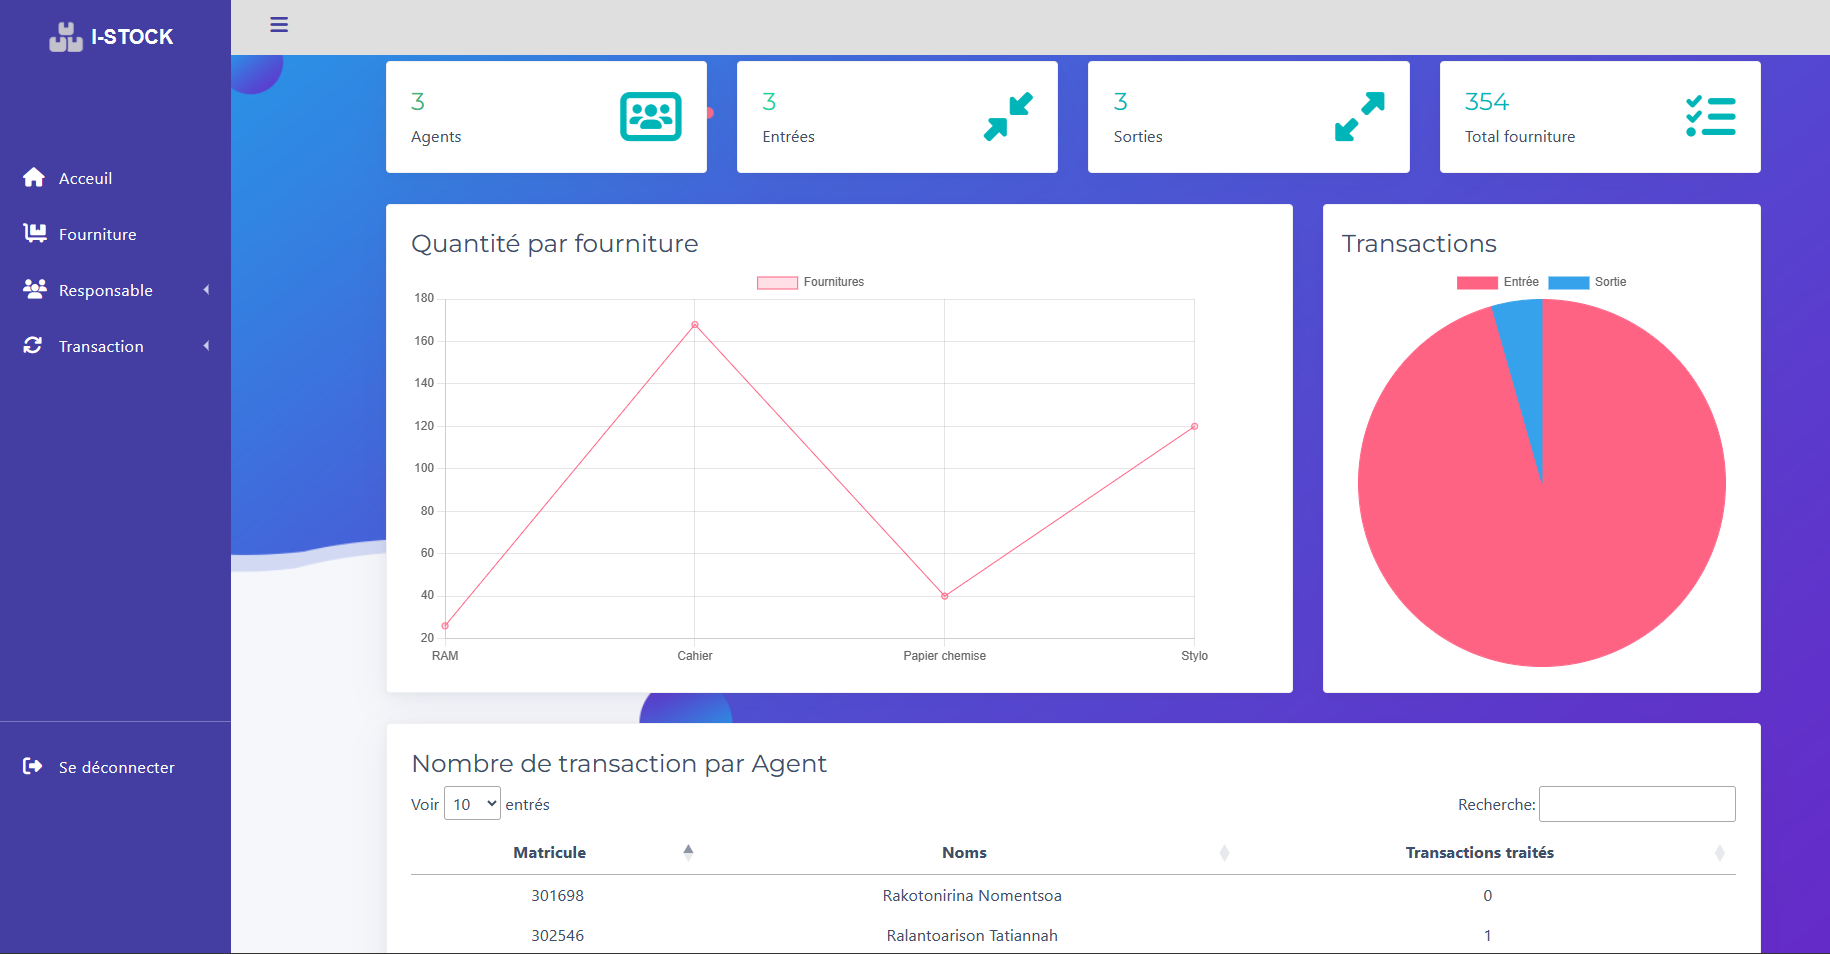 I-STOCK
Acceuil
Fourniture
Responsable
Transaction
Se déconnecter
3
Agents
3
Entrées
3
Sorties
354
Total fourniture
Quantité par fourniture
Fournitures
180
160
140
120
100
80
60
40
20
RAM Cahier Papier chemise Stylo
Transactions
Entrée Sortie
Nombre de transaction par Agent
Voir 10 entrés Recherche:
Matricule Noms Transactions traités
301698 Rakotonirina Nomentsoa 0
302546 Ralantoarison Tatiannah 1